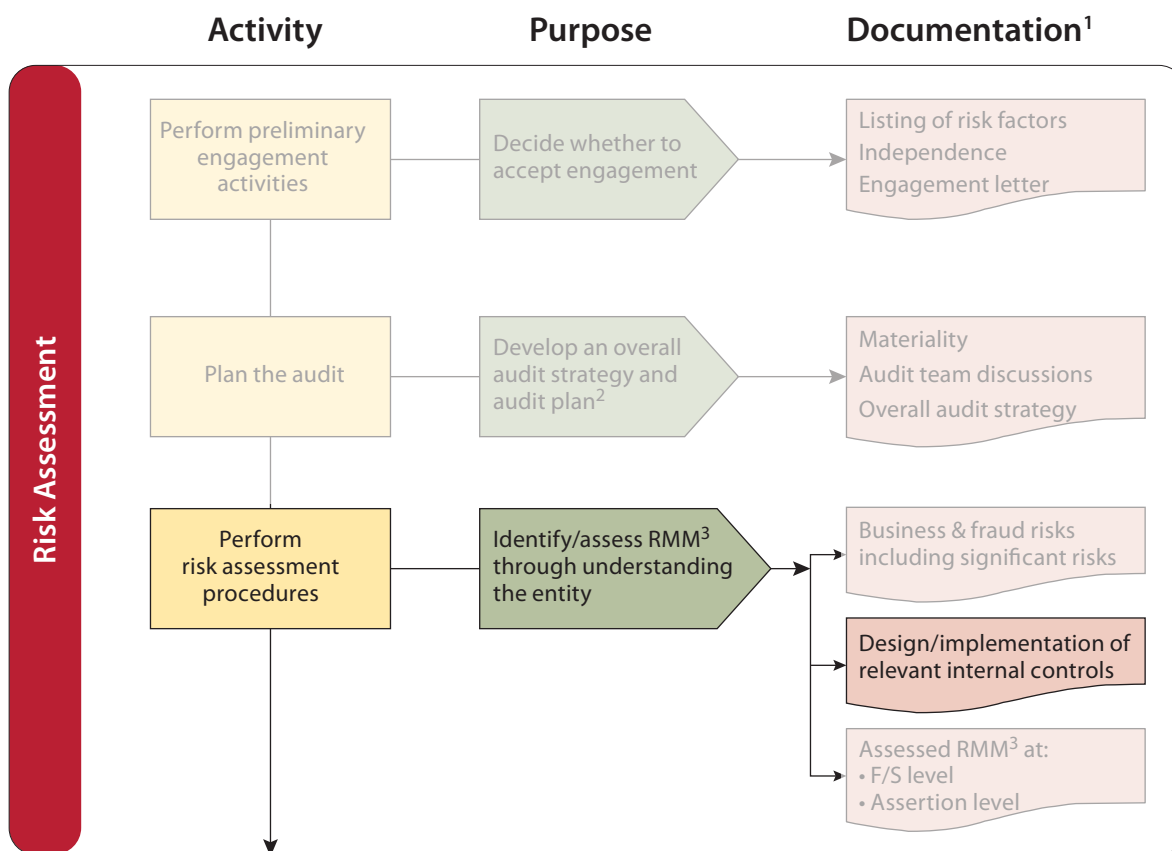 Activity
Purpose
Documentation¹
Risk Assessment
Perform preliminary
engagement
activities
Decide whether to
accept engagement
Listing of risk factors
Independence
Engagement letter
Plan the audit
Develop an overall
audit strategy and
audit plan²
Materiality
Audit team discussions
Overall audit strategy
Perform
risk assessment
procedures
Identify/assess RMM³
through understanding
the entity
Business & fraud risks
including significant risks
Design/implementation of
relevant internal controls
Assessed RMM³ at:
• F/S level
• Assertion level